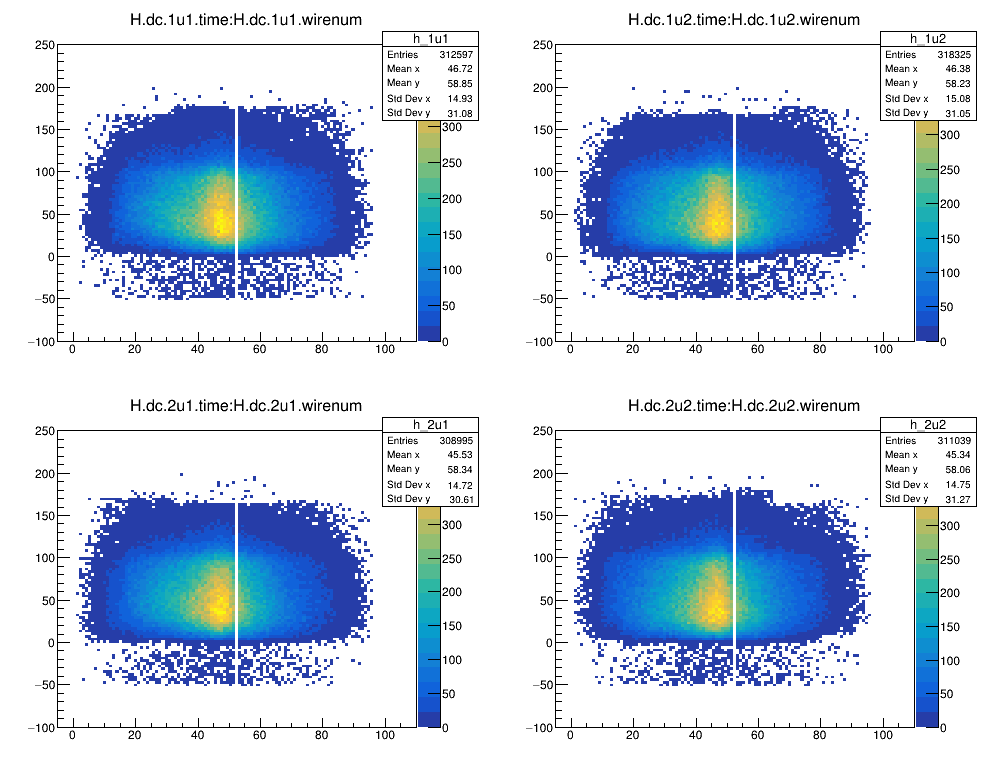 H.dc.1u1.time:H.dc.1u1.wirenum
h_1u1
Entries 312597
Mean x 46.72
Mean y 58.85
Std Dev x 14.93
Std Dev y 31.08
250
200
150
100
50
0
−50
−100
0 20 40 60 80 100
300
250
200
150
100
50
0
H.dc.1u2.time:H.dc.1u2.wirenum
h_1u2
Entries 318325
Mean x 46.38
Mean y 58.23
Std Dev x 15.08
Std Dev y 31.05
250
200
150
100
50
0
−50
−100
0 20 40 60 80 100
300
250
200
150
100
50
0
H.dc.2u1.time:H.dc.2u1.wirenum
h_2u1
Entries 308995
Mean x 45.53
Mean y 58.34
Std Dev x 14.72
Std Dev y 30.61
250
200
150
100
50
0
−50
−100
0 20 40 60 80 100
300
250
200
150
100
50
0
H.dc.2u2.time:H.dc.2u2.wirenum
h_2u2
Entries 311039
Mean x 45.34
Mean y 58.06
Std Dev x 14.75
Std Dev y 31.27
250
200
150
100
50
0
−50
−100
0 20 40 60 80 100
300
250
200
150
100
50
0